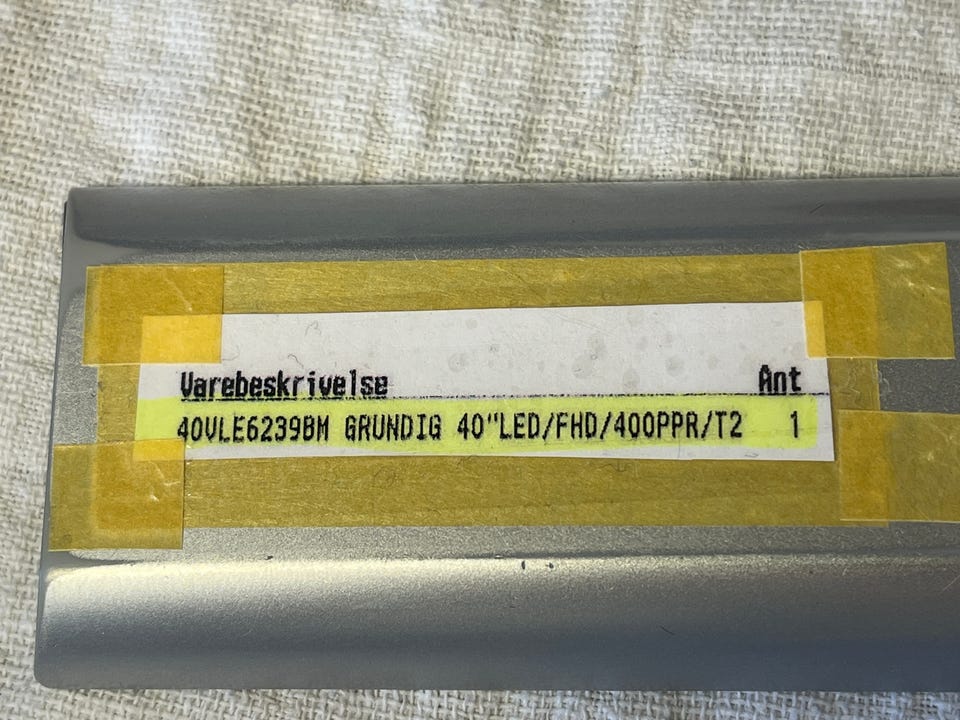 Varebeskrivelse Ant
40VLE6239BM GRUNDIG 40"LED/FHD/400PPR/T2 1